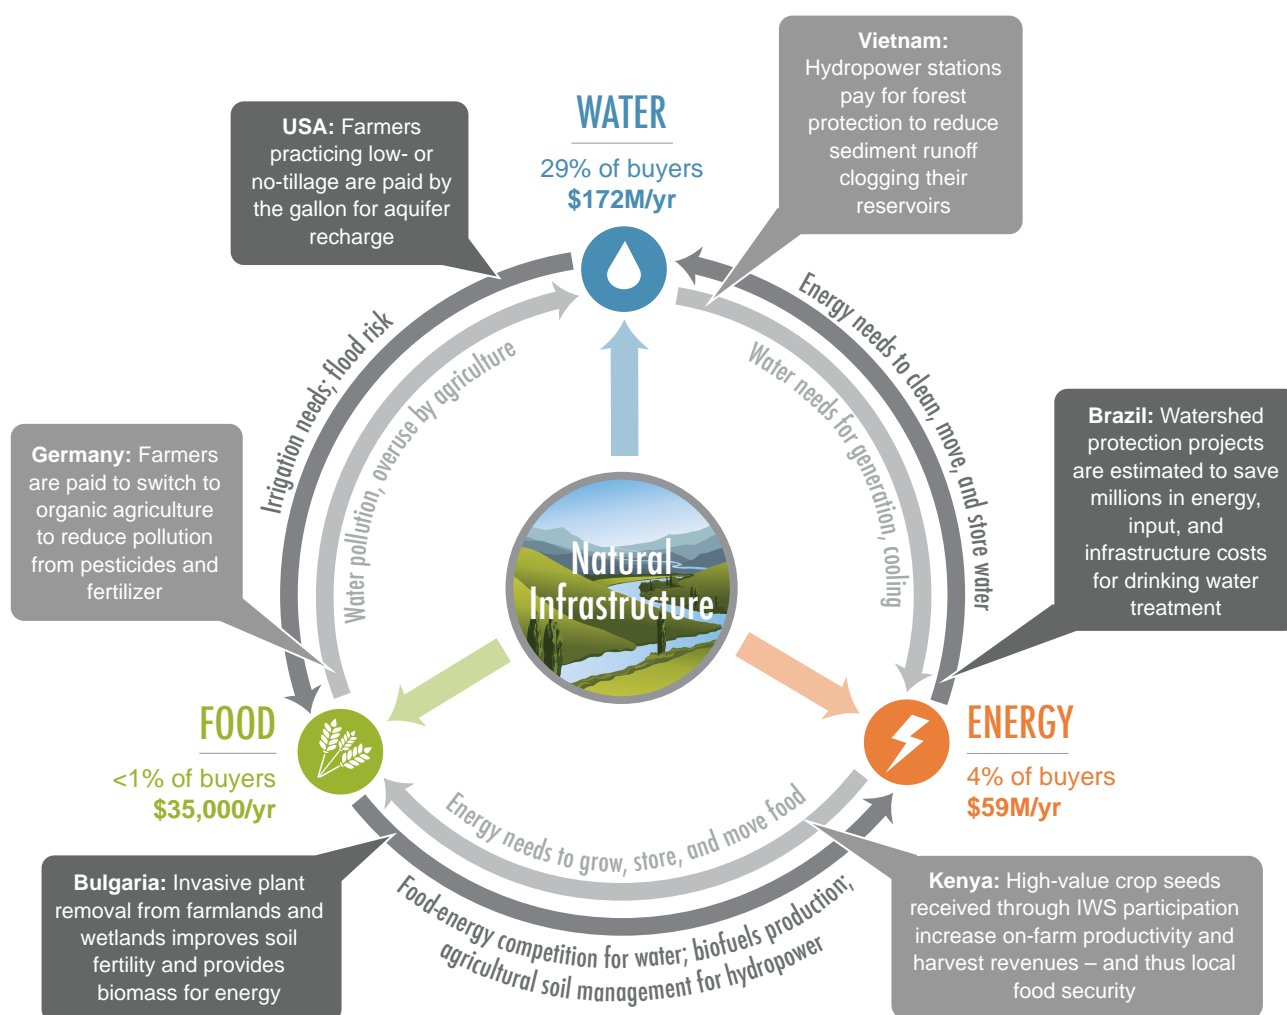 Vietnam:
Hydropower stations
pay for forest
protection to reduce
sediment runoff
clogging their
reservoirs
WATER
29% of buyers
$172M/yr
USA: Farmers
practicing low- or
no-tillage are paid by
the gallon for aquifer
recharge
Irrigation needs; flood risk
Water pollution, overuse by agriculture
Water needs for generation, cooling
Energy needs to clean, move, and store water
Germany: Farmers
are paid to switch to
organic agriculture
to reduce pollution
from pesticides and
fertilizer
Brazil: Watershed
protection projects
are estimated to save
millions in energy,
input, and
infrastructure costs
for drinking water
treatment
Natural
Infrastructure
FOOD
<1% of buyers
$35,000/yr
ENERGY
4% of buyers
$59M/yr
Energy needs to grow, store, and move food
Food-energy competition for water; biofuels production;
agricultural soil management for hydropower
Bulgaria: Invasive plant
removal from farmlands and
wetlands improves soil
fertility and provides
biomass for energy
Kenya: High-value crop seeds
received through IWS participation
increase on-farm productivity and
harvest revenues – and thus local
food security